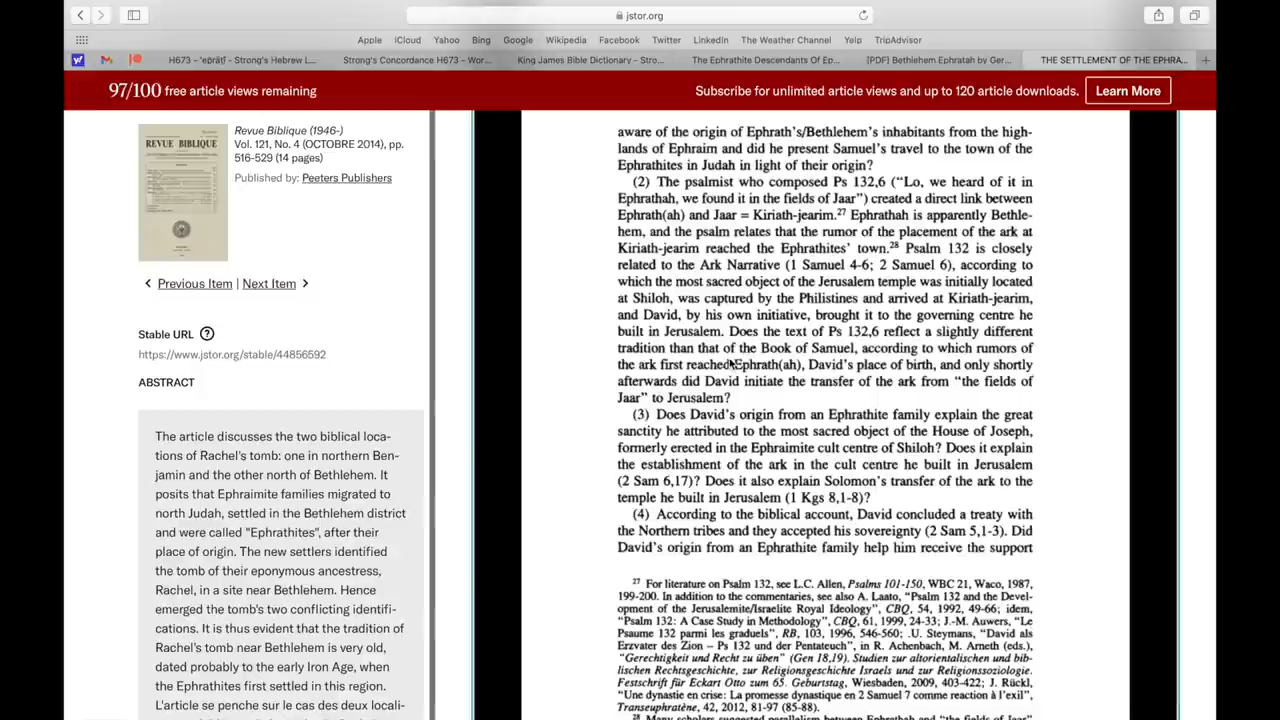 jstor.org
Apple iCloud Yahoo Bing Google Wikipedia Facebook Twitter LinkedIn The Weather Channel Yelp TripAdvisor
H673 – 'ep̄rāṯî - Strong's Hebrew L... Strong's Concordance H673 – Wor... King James Bible Dictionary - Stro... The Ephrathite Descendants Of Ep... [PDF] Bethlehem Ephratah by Ger... THE SETTLEMENT OF THE EPHRA...
97/100 free article views remaining
Subscribe for unlimited article views and up to 120 article downloads. Learn More
REVUE BIBLIQUE
Revue Biblique (1946-)
Vol. 121, No. 4 (OCTOBRE 2014), pp.
516-529 (14 pages)
Published by: Peeters Publishers
Previous Item | Next Item
Stable URL
https://www.jstor.org/stable/44856592
ABSTRACT
The article discusses the two biblical loca-
tions of Rachel's tomb: one in northern Ben-
jamin and the other north of Bethlehem. It
posits that Ephraimite families migrated to
north Judah, settled in the Bethlehem district
and were called "Ephrathites", after their
place of origin. The new settlers identified
the tomb of their eponymous ancestress,
Rachel, in a site near Bethlehem. Hence
emerged the tomb's two conflicting identifi-
cations. It is thus evident that the tradition of
Rachel's tomb near Bethlehem is very old,
dated probably to the early Iron Age, when
the Ephrathites first settled in this region.
L'article se penche sur le cas des deux locali-
aware of the origin of Ephrath's/Bethlehem's inhabitants from the high-
lands of Ephraim and did he present Samuel's travel to the town of the
Ephrathites in Judah in light of their origin?
(2) The psalmist who composed Ps 132,6 ("Lo, we heard of it in
Ephrathah, we found it in the fields of Jaar") created a direct link between
Ephrath(ah) and Jaar = Kiriath-jearim.27 Ephrathah is apparently Bethle-
hem, and the psalm relates that the rumor of the placement of the ark at
Kiriath-jearim reached the Ephrathites' town.28 Psalm 132 is closely
related to the Ark Narrative (1 Samuel 4-6; 2 Samuel 6), according to
which the most sacred object of the Jerusalem temple was initially located
at Shiloh, was captured by the Philistines and arrived at Kiriath-jearim,
and David, by his own initiative, brought it to the governing centre he
built in Jerusalem. Does the text of Ps 132,6 reflect a slightly different
tradition than that of the Book of Samuel, according to which rumors of
the ark first reached Ephrath(ah), David's place of birth, and only shortly
afterwards did David initiate the transfer of the ark from "the fields of
Jaar" to Jerusalem?
(3) Does David's origin from an Ephrathite family explain the great
sanctity he attributed to the most sacred object of the House of Joseph,
formerly erected in the Ephraimite cult centre of Shiloh? Does it explain
the establishment of the ark in the cult centre he built in Jerusalem
(2 Sam 6,17)? Does it also explain Solomon's transfer of the ark to the
temple he built in Jerusalem (1 Kgs 8,1-8)?
(4) According to the biblical account, David concluded a treaty with
the Northern tribes and they accepted his sovereignty (2 Sam 5,1-3). Did
David's origin from an Ephrathite family help him receive the support
27 For literature on Psalm 132, see L.C. Allen, Psalms 101-150, WBC 21, Waco, 1987,
199-200. In addition to the commentaries, see also A. Laato, "Psalm 132 and the Devel-
opment of the Jerusalemite/Israelite Royal Ideology", CBQ, 54, 1992, 49-66; idem,
"Psalm 132: A Case Study in Methodology", CBQ, 61, 1999, 24-33; J.-M. Auwers, "Le
Psaume 132 parmi les graduels", RB, 103, 1996, 546-560; .U. Steymans, "David als
Erzvater des Zion – Ps 132 und der Pentateuch", in R. Achenbach, M. Arneth (eds.),
"Gerechtigkeit und Recht zu üben" (Gen 18,19). Studien zur altorientalischen und bib-
lischen Rechtsgeschichte, zur Religionsgeschichte Israels und zur Religionssoziologie.
Festschrift für Eckart Otto zum 65. Geburtstag, Wiesbaden, 2009, 403-422; J. Rückl,
"Une dynastie en crise: La promesse dynastique en 2 Samuel 7 comme reaction à l'exil",
Transeuphratène, 42, 2012, 81-97 (85-88).
28 Many scholars suggested parallelism between Ephrathah and "the fields of Jaar"